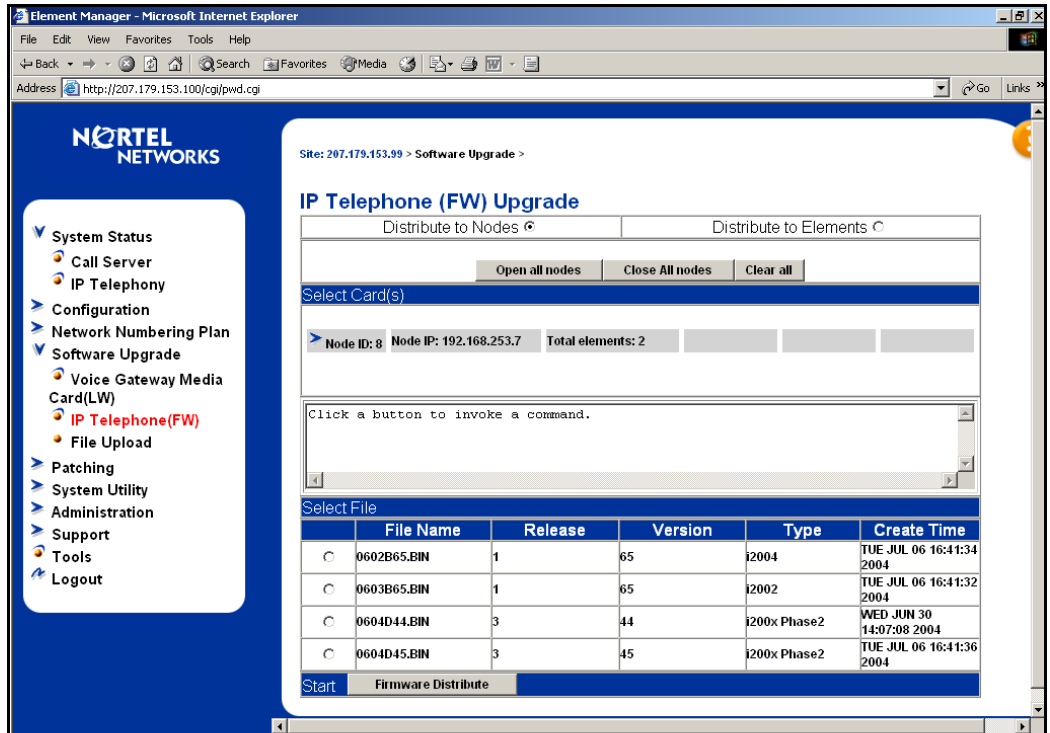 Element Manager - Microsoft Internet Explorer
File Edit View Favorites Tools Help
Back Search Favorites Media
Address http://207.179.153.100/cgi/pwd.cgi Go Links »
NORTEL
NETWORKS
System Status
Call Server
IP Telephony
Configuration
Network Numbering Plan
Software Upgrade
Voice Gateway Media
Card(LW)
IP Telephone(FW)
File Upload
Patching
System Utility
Administration
Support
Tools
Logout
Site: 207.179.153.99 > Software Upgrade >
IP Telephone (FW) Upgrade
Distribute to Nodes Distribute to Elements
Open all nodes Close All nodes Clear all
Select Card(s)
Node ID: 8 Node IP: 192.168.253.7 Total elements: 2
Click a button to invoke a command.
Select File
File Name Release Version Type Create Time
0602B65.BIN 1 65 i2004 TUE JUL 06 16:41:34
2004
0603B65.BIN 1 65 i2002 TUE JUL 06 16:41:32
2004
0604D44.BIN 3 44 i200x Phase2 WED JUN 30
14:07:08 2004
0604D45.BIN 3 45 i200x Phase2 TUE JUL 06 16:41:36
2004
Start Firmware Distribute